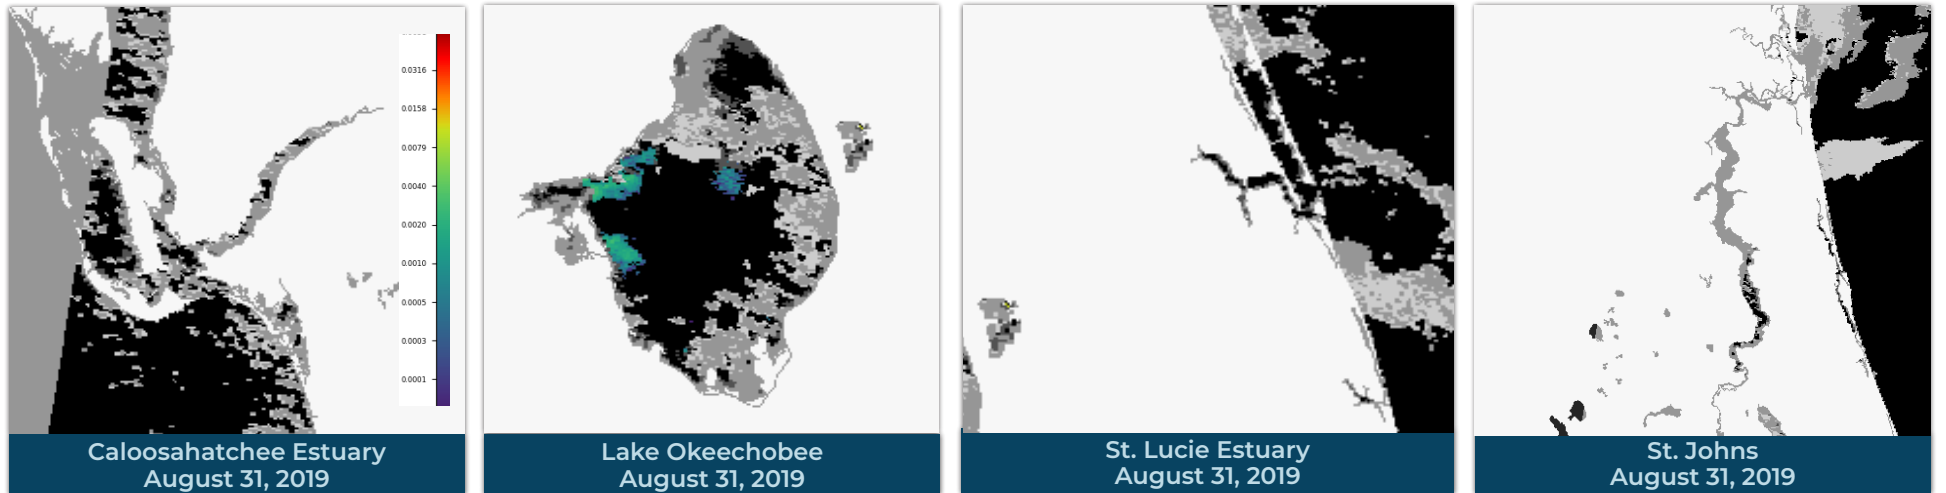 0.0316
0.0158
0.0079
0.0040
0.0020
0.0010
0.0005
0.0003
0.0001
Caloosahatchee Estuary
August 31, 2019
Lake Okeechobee
August 31, 2019
St. Lucie Estuary
August 31, 2019
St. Johns
August 31, 2019